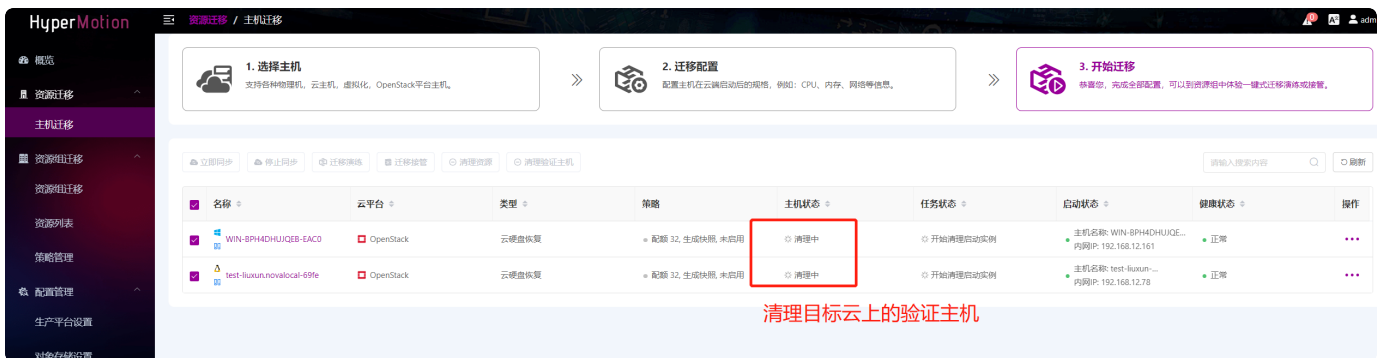 HyperMotion
资源迁移 / 主机迁移
adm
概览
资源迁移
主机迁移
资源组迁移
资源组迁移
资源列表
策略管理
配置管理
生产平台设置
对象存储设置
1. 选择主机
支持各种物理机，云主机，虚拟化，OpenStack平台主机。
2. 迁移配置
配置主机在云端启动后的规格，例如：CPU、内存、网络等信息。
3. 开始迁移
恭喜您，完成全部配置，可以到资源组中体验一键式迁移演练或接管。
立即同步 停止同步 迁移演练 迁移接管 清理资源 清理验证主机
请输入搜索内容 刷新
名称 云平台 类型 策略 主机状态 任务状态 启动状态 健康状态 操作
WIN-8PH4DHUJQEB-EAC0 OpenStack 云硬盘恢复 配额 32, 生成快照, 未启用 清理中 开始清理启动实例 主机名称: WIN-8PH4DHUJQE... 正常
内网IP: 192.168.12.161
test-liuxun.novalocal-69fe OpenStack 云硬盘恢复 配额 32, 生成快照, 未启用 清理中 开始清理启动实例 主机名称: test-liuxun-... 正常
内网IP: 192.168.12.78
清理目标云上的验证主机